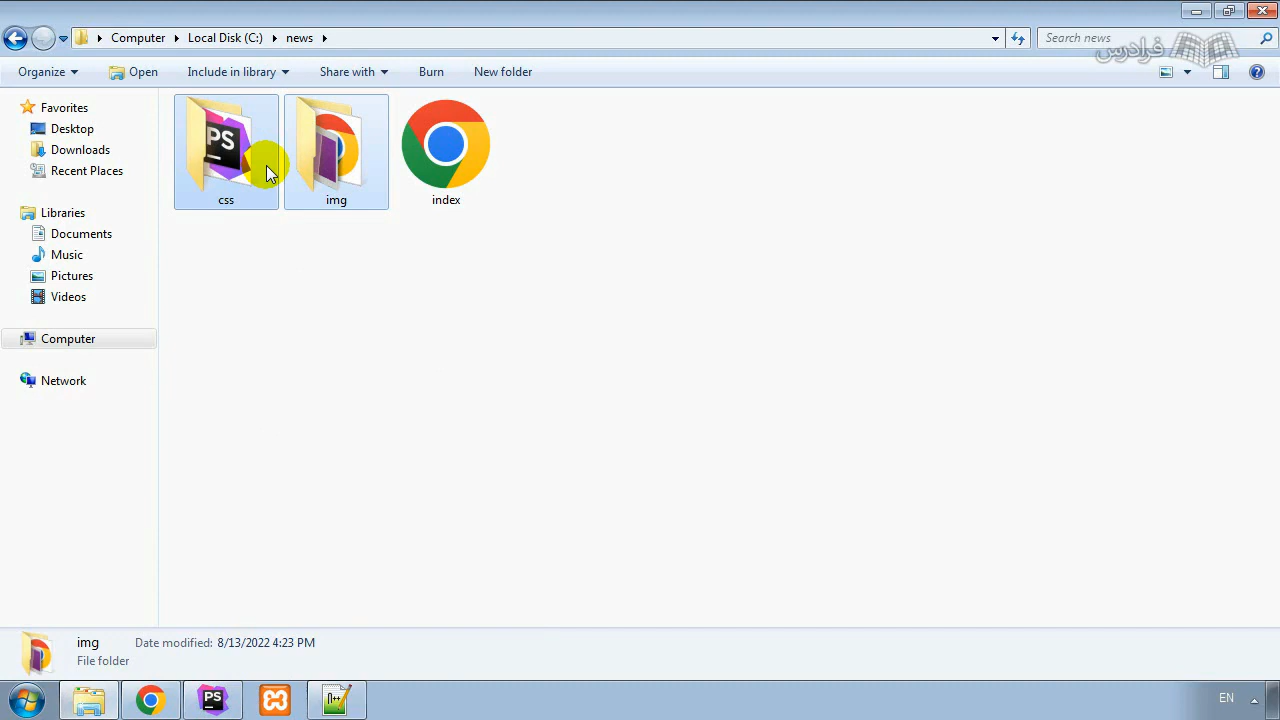 Computer
Local Disk (C:)
news
Search news
فرادرس
Organize
Open
Include in library
Share with
Burn
New folder
Favorites
Desktop
Downloads
Recent Places
Libraries
Documents
Music
Pictures
Videos
Computer
Network
PS
css
img
index
img
Date modified: 8/13/2022 4:23 PM
File folder
PS
EN